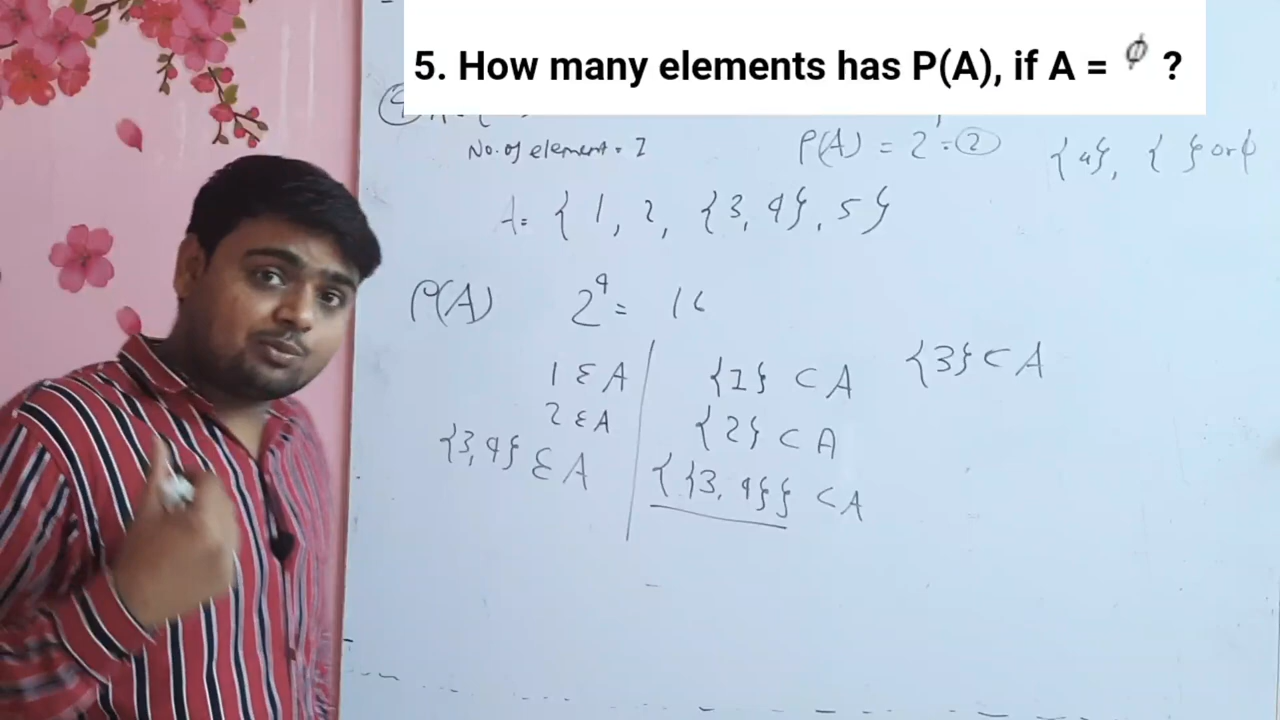 5. How many elements has P(A), if A = ϕ ?
No. of element = 1
P(A) = 2¹ = 2
{a}, { } or ϕ
A = { 1, 2, {3, 4}, 5 }
P(A) 2⁴ = 16
1 ε A
{1} ⊂ A
{3} ⊂ A
2 ε A
{2} ⊂ A
{3, 4} ε A
{ {3, 4} } ⊂ A